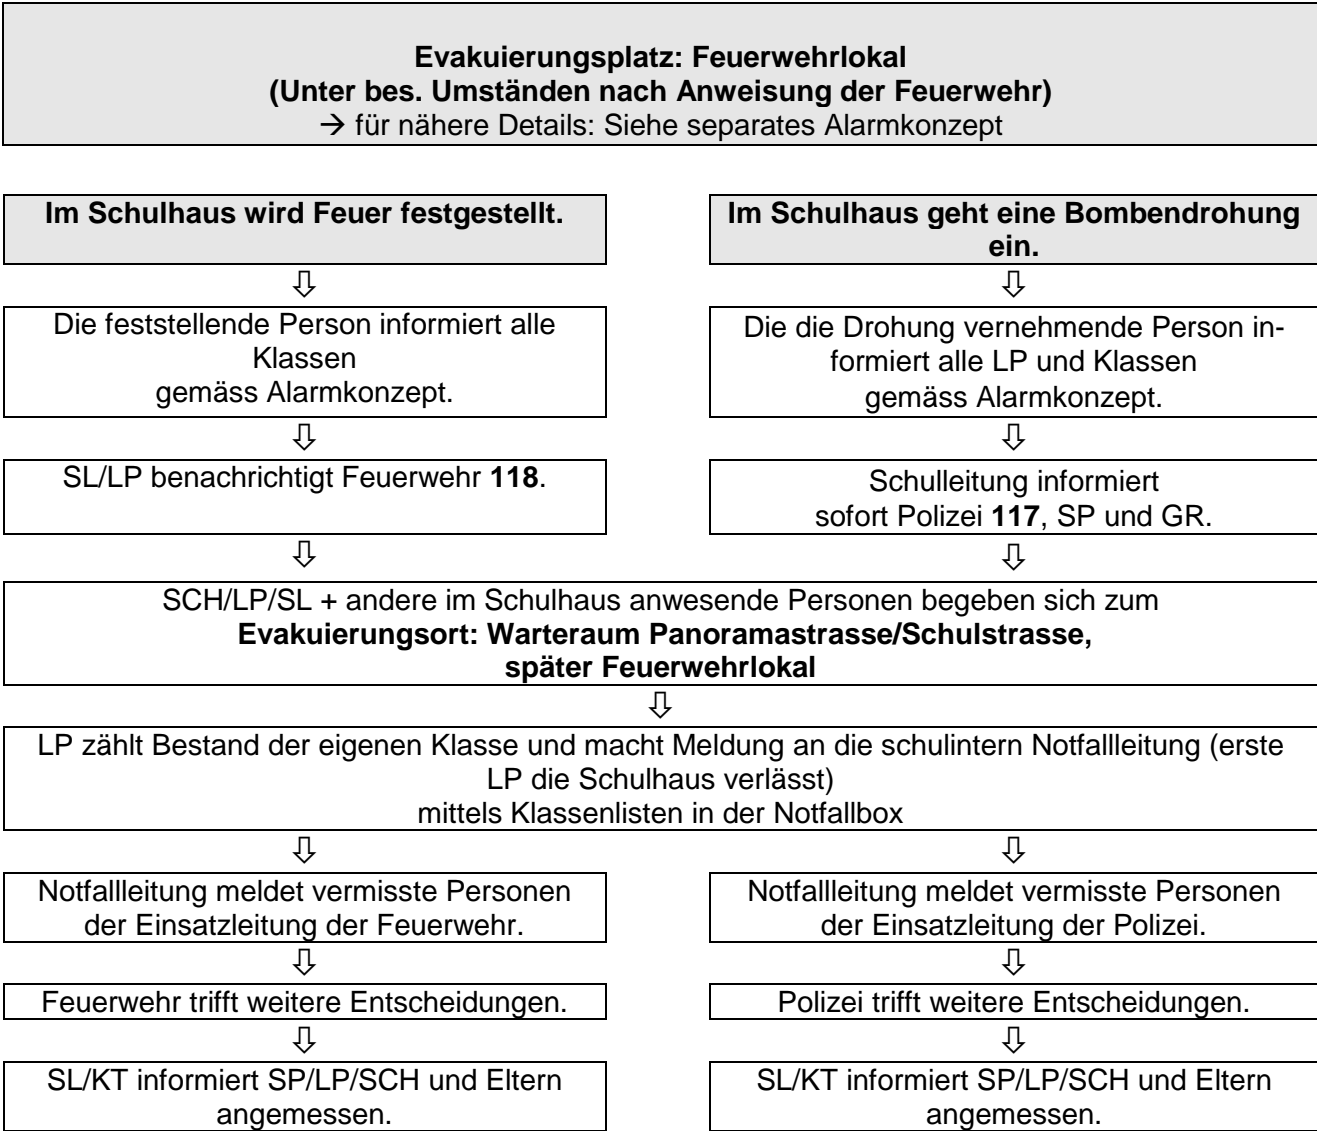 Evakuierungsplatz: Feuerwehrlokal
(Unter bes. Umständen nach Anweisung der Feuerwehr)
→ für nähere Details: Siehe separates Alarmkonzept
Im Schulhaus wird Feuer festgestellt.
Im Schulhaus geht eine Bombendrohung
ein.
⇩
⇩
Die feststellende Person informiert alle
Klassen
gemäss Alarmkonzept.
Die die Drohung vernehmende Person in-
formiert alle LP und Klassen
gemäss Alarmkonzept.
⇩
⇩
SL/LP benachrichtigt Feuerwehr 118.
Schulleitung informiert
sofort Polizei 117, SP und GR.
⇩
⇩
SCH/LP/SL + andere im Schulhaus anwesende Personen begeben sich zum
Evakuierungsort: Warteraum Panoramastrasse/Schulstrasse,
später Feuerwehrlokal
⇩
LP zählt Bestand der eigenen Klasse und macht Meldung an die schulintern Notfallleitung (erste
LP die Schulhaus verlässt)
mittels Klassenlisten in der Notfallbox
⇩
⇩
Notfallleitung meldet vermisste Personen
der Einsatzleitung der Feuerwehr.
Notfallleitung meldet vermisste Personen
der Einsatzleitung der Polizei.
⇩
⇩
Feuerwehr trifft weitere Entscheidungen.
Polizei trifft weitere Entscheidungen.
⇩
⇩
SL/KT informiert SP/LP/SCH und Eltern
angemessen.
SL/KT informiert SP/LP/SCH und Eltern
angemessen.